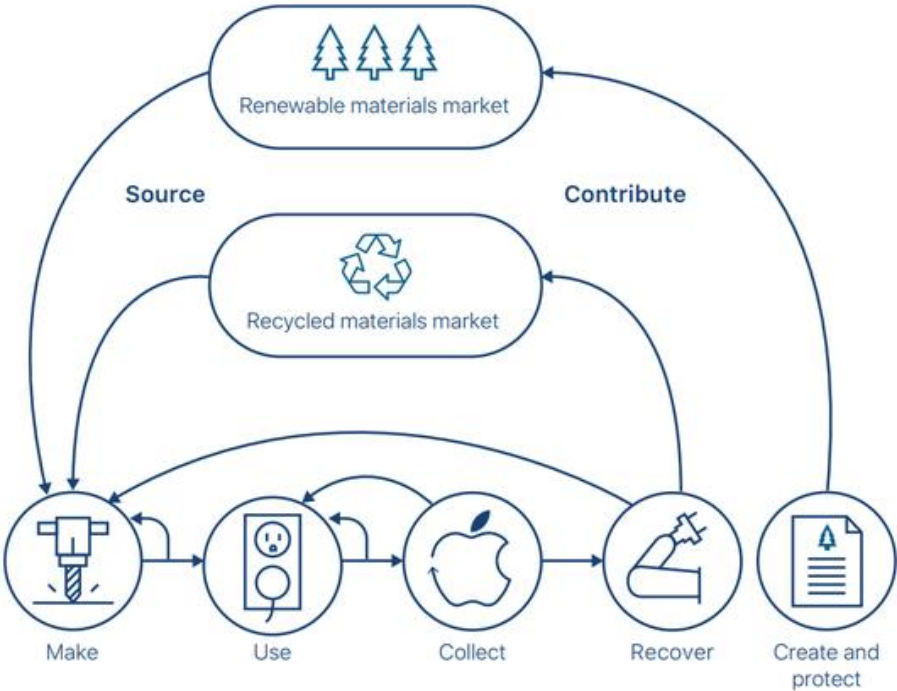 Renewable materials market
Source
Contribute
Recycled materials market
Make
Use
Collect
Recover
Create and
protect